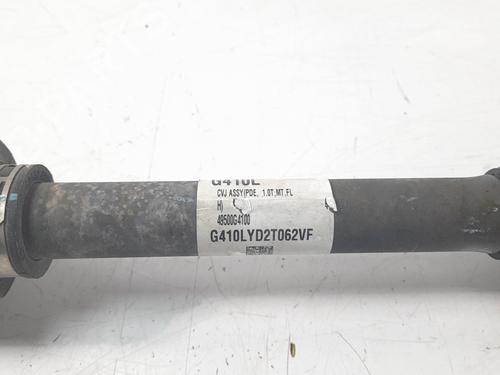 G410L
CVJ ASSY(PDE, 1.0T,MT,FL
H)
49500G4100
G410LYD2T062VF